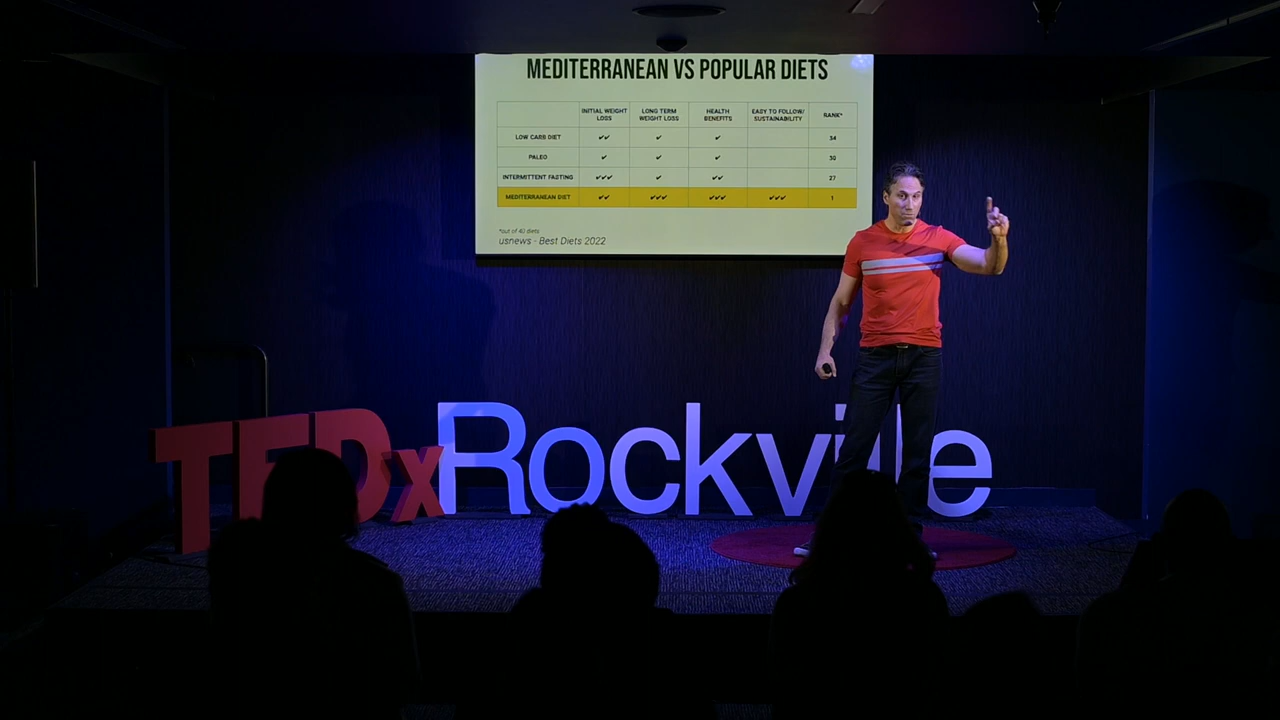 MEDITERRANEAN VS POPULAR DIETS
INITIAL WEIGHT LOSS LONG TERM WEIGHT LOSS HEALTH BENEFITS EASY TO FOLLOW/ SUSTAINABILITY RANK*
LOW CARB DIET ✔✔ ✔ ✔ 34
PALEO ✔ ✔ ✔ 30
INTERMITTENT FASTING ✔✔✔ ✔ ✔✔ 27
MEDITERRANEAN DIET ✔✔ ✔✔✔ ✔✔✔ ✔✔✔ 1
*out of 40 diets
usnews - Best Diets 2022
TEDxRockville